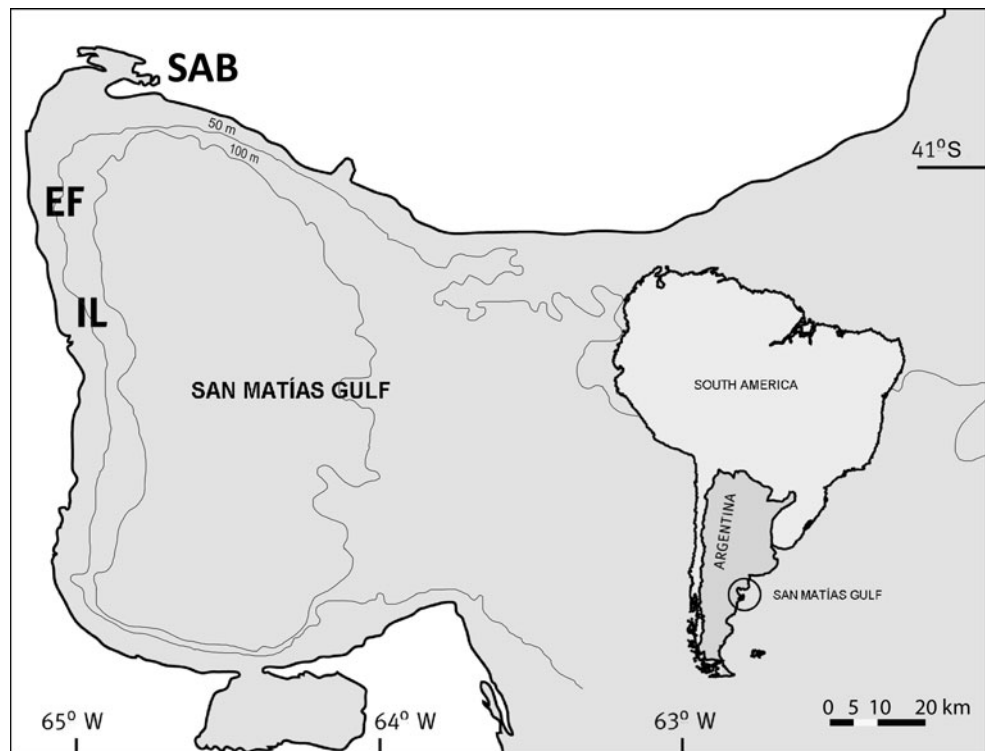 SAB
50 m
100 m
41° S
EF
IL
SAN MATÍAS GULF
SOUTH AMERICA
ARGENTINA
SAN MATÍAS GULF
65° W
64° W
63° W
0 5 10 20 km